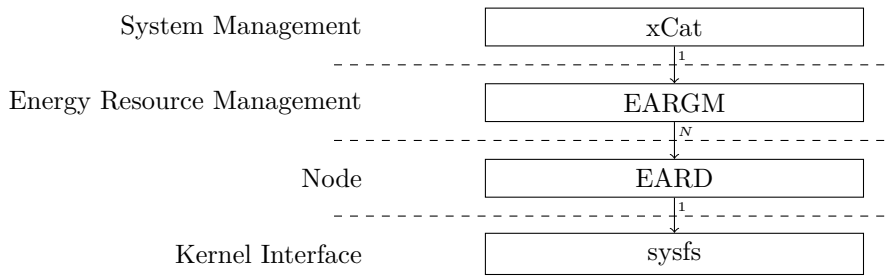 System Management xCat
1
Energy Resource Management EARGM
N
Node EARD
1
Kernel Interface sysfs